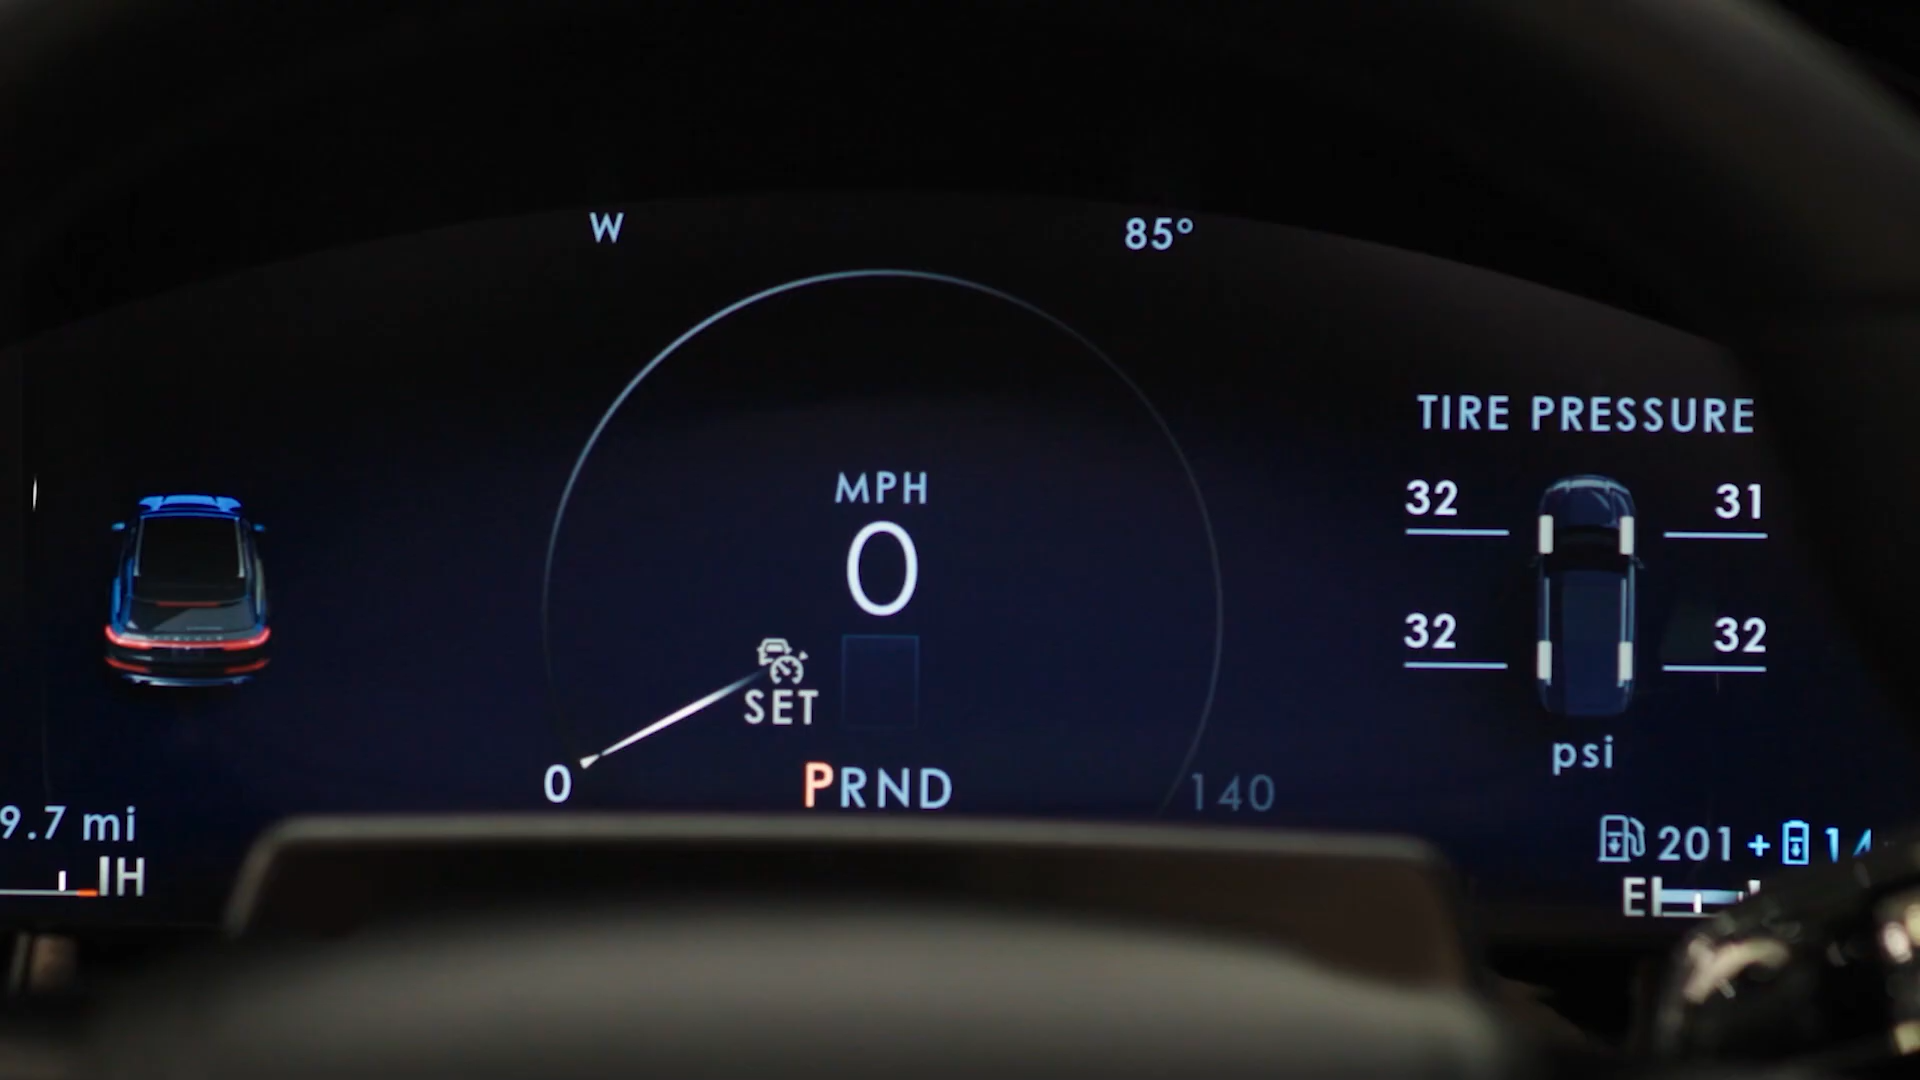 W
85°
TIRE PRESSURE
32
31
MPH
0
32
32
SET
psi
0
PRND
140
9.7 mi
201 +
H
E